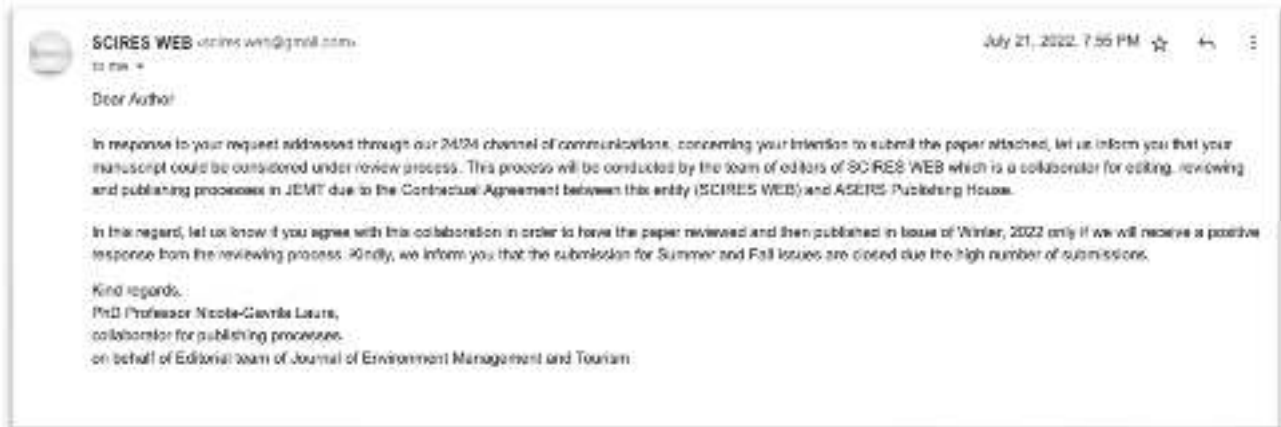 SCIRES WEB <scires.web@gmail.com>
July 21, 2022, 7:55 PM
to me
Dear Author
In response to your request addressed through our 24/24 channel of communications, concerning your intention to submit the paper attached, let us inform you that your
manuscript could be considered under review process. This process will be conducted by the team of editors of SCIRES WEB which is a collaborator for editing, reviewing
and publishing processes in JEMT due to the Contractual Agreement between this entity (SCIRES WEB) and ASERS Publishing House.
In this regard, let us know if you agree with this collaboration in order to have the paper reviewed and then published in Issue of Winter, 2022 only if we will receive a positive
response from the reviewing process. Kindly, we inform you that the submission for Summer and Fall issues are closed due the high number of submissions.
Kind regards,
PhD Professor Nicola-Gavrila Laura,
collaborator for publishing processes
on behalf of Editorial team of Journal of Environment Management and Tourism